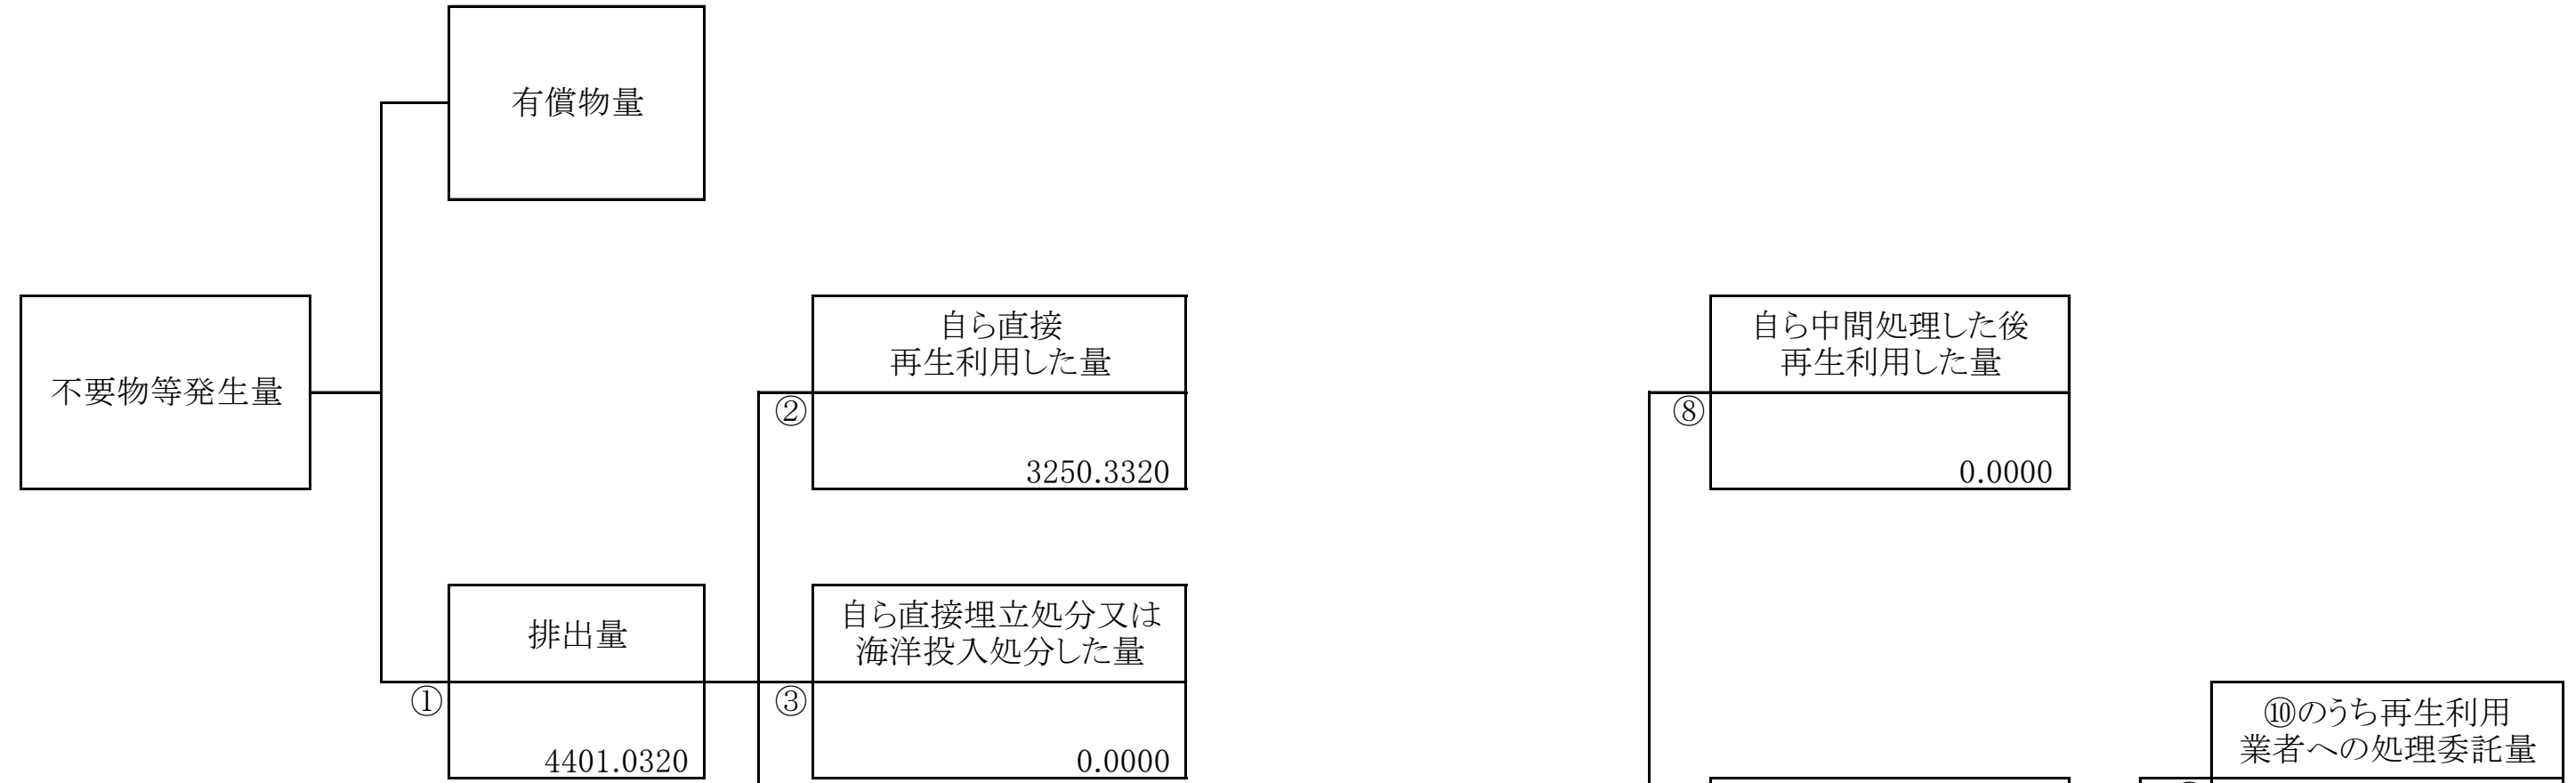 有償物量
不要物等発生量
自ら直接
再生利用した量
②
3250.3320
自ら中間処理した後
再生利用した量
⑧
0.0000
排出量
①
4401.0320
自ら直接埋立処分又は
海洋投入処分した量
③
0.0000
⑩のうち再生利用
業者への処理委託量